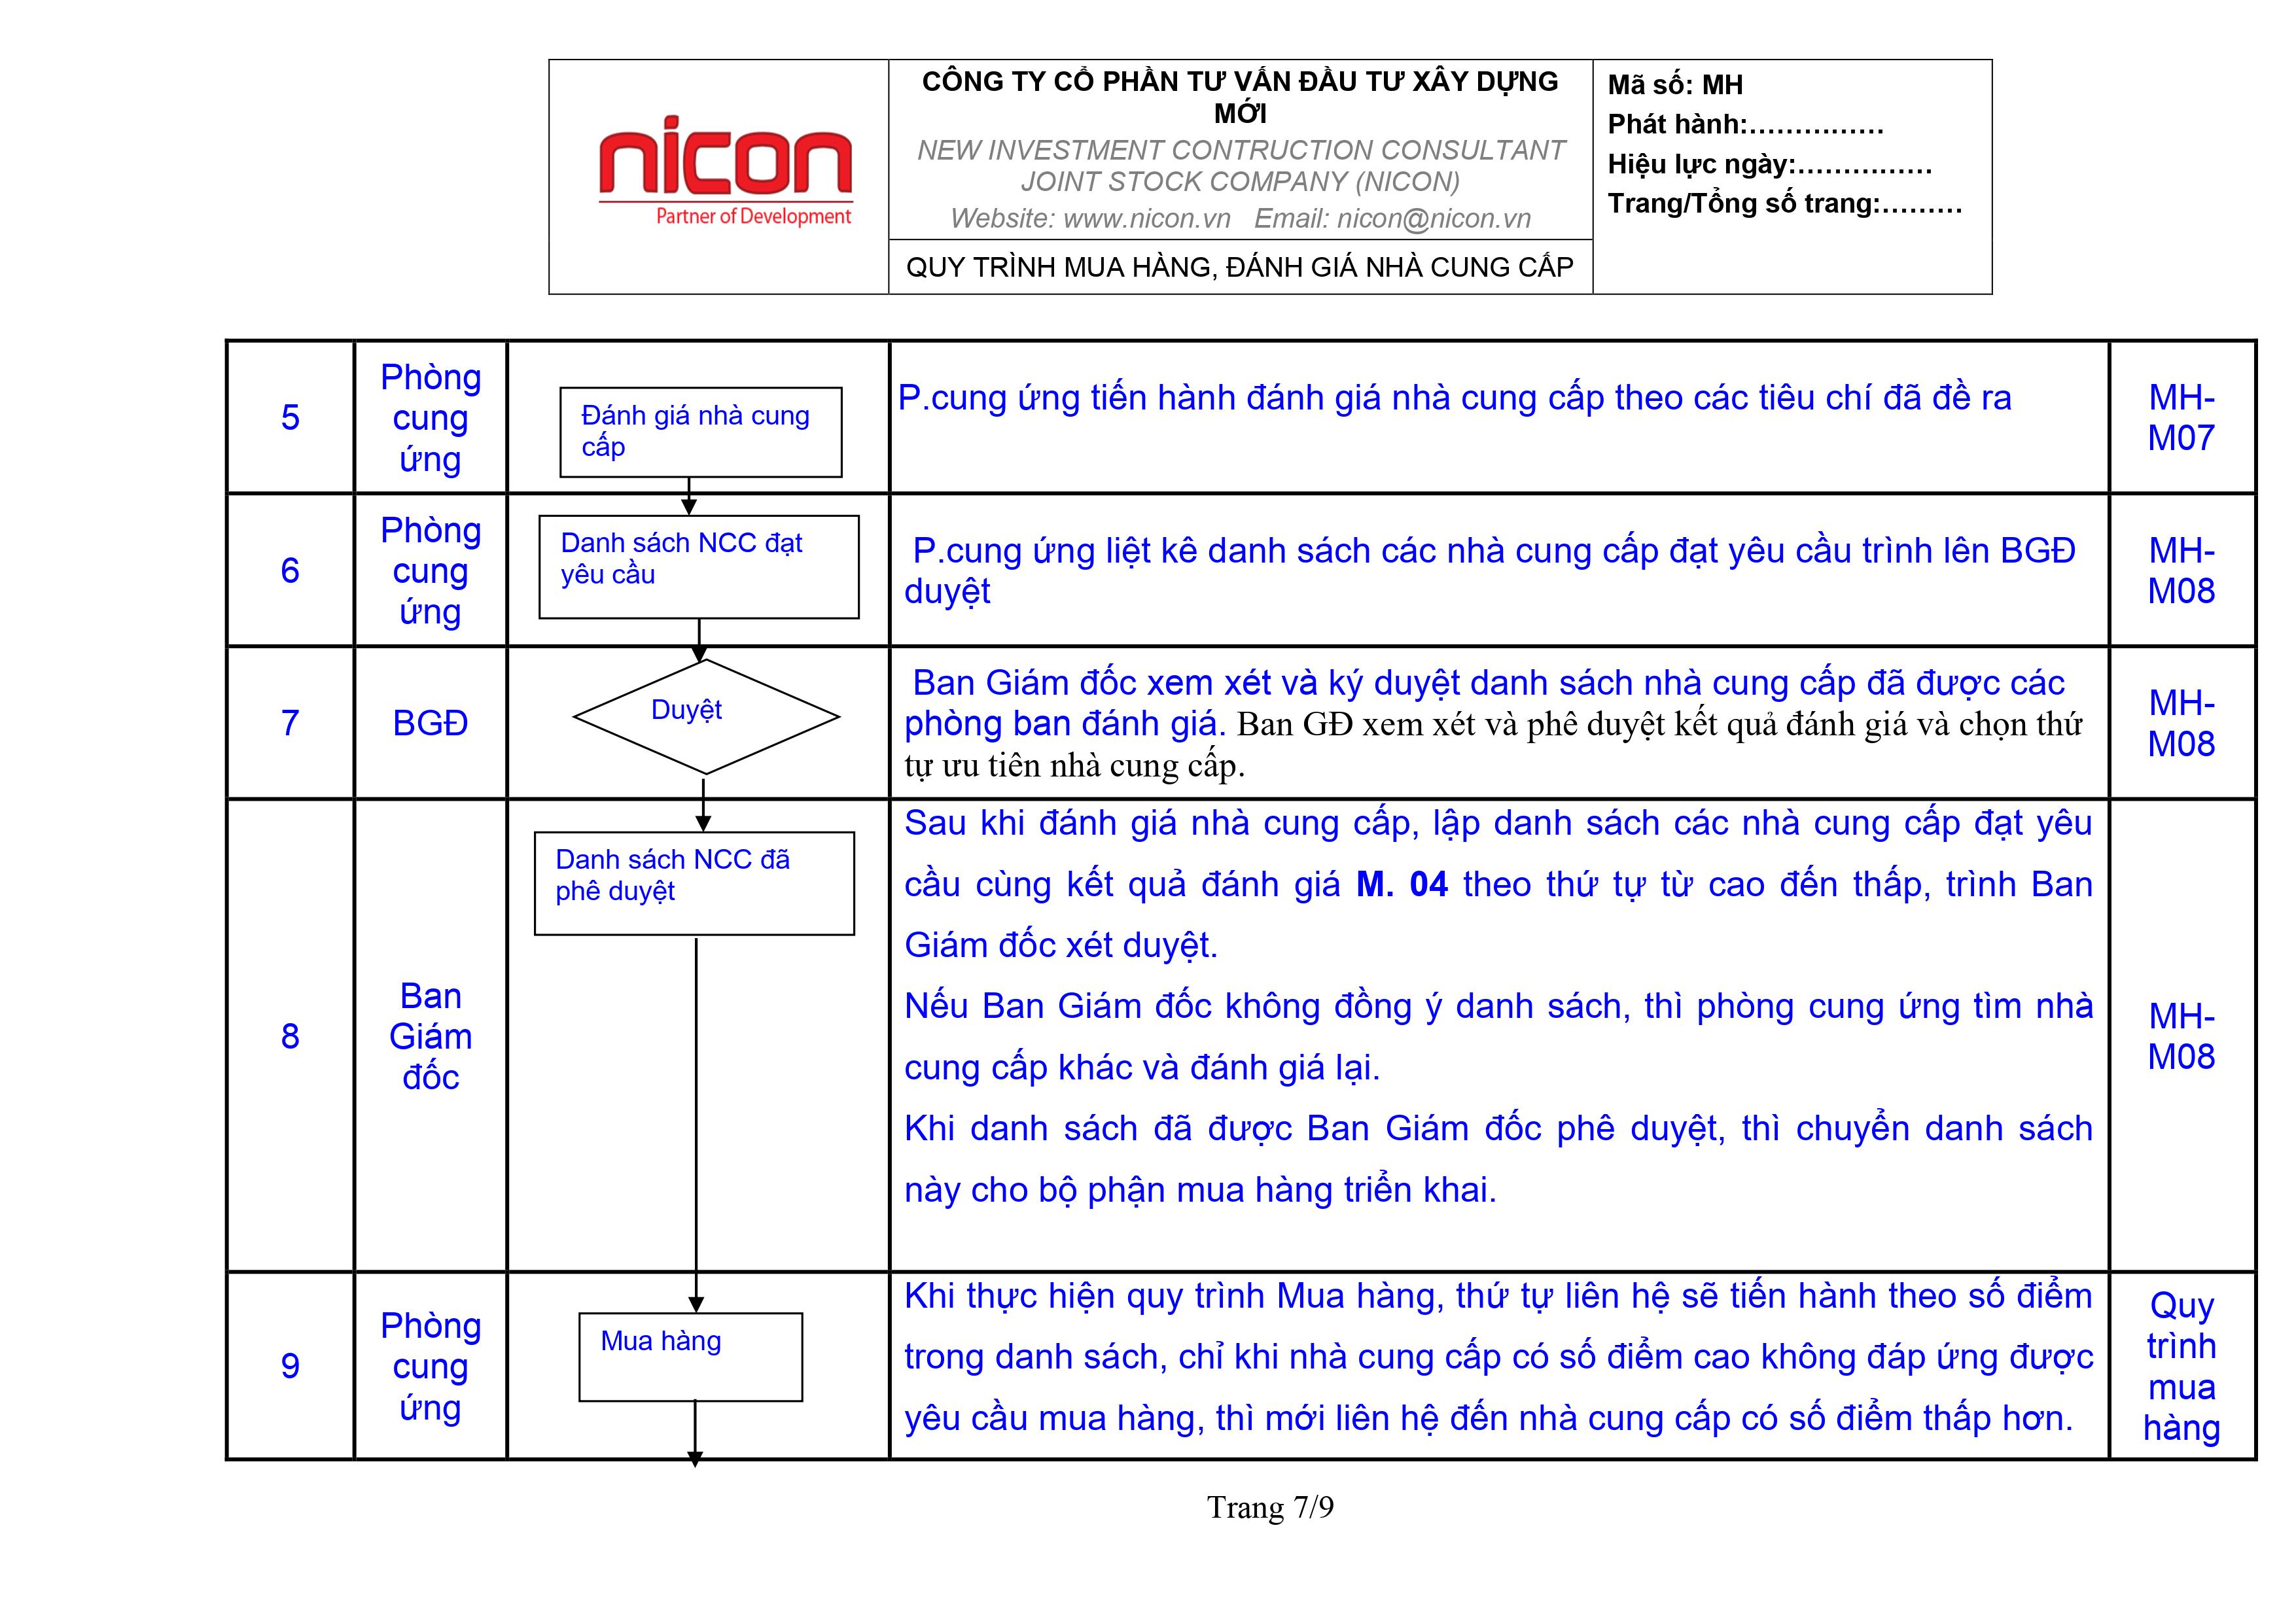 nicon
Partner of Development
CÔNG TY CỔ PHẦN TƯ VẤN ĐẦU TƯ XÂY DỰNG
MỚI
NEW INVESTMENT CONTRUCTION CONSULTANT
JOINT STOCK COMPANY (NICON)
Website: www.nicon.vn Email: nicon@nicon.vn
QUY TRÌNH MUA HÀNG, ĐÁNH GIÁ NHÀ CUNG CẤP
Mã số: MH
Phát hành:……………
Hiệu lực ngày:……………
Trang/Tổng số trang:………
5
Phòng
cung
ứng
Đánh giá nhà cung
cấp
P.cung ứng tiến hành đánh giá nhà cung cấp theo các tiêu chí đã đề ra
MH-
M07
6
Phòng
cung
ứng
Danh sách NCC đạt
yêu cầu
P.cung ứng liệt kê danh sách các nhà cung cấp đạt yêu cầu trình lên BGĐ
duyệt
MH-
M08
7
BGĐ
Duyệt
Ban Giám đốc xem xét và ký duyệt danh sách nhà cung cấp đã được các
phòng ban đánh giá. Ban GĐ xem xét và phê duyệt kết quả đánh giá và chọn thứ
tự ưu tiên nhà cung cấp.
MH-
M08
8
Ban
Giám
đốc
Danh sách NCC đã
phê duyệt
Sau khi đánh giá nhà cung cấp, lập danh sách các nhà cung cấp đạt yêu
cầu cùng kết quả đánh giá M. 04 theo thứ tự từ cao đến thấp, trình Ban
Giám đốc xét duyệt.
Nếu Ban Giám đốc không đồng ý danh sách, thì phòng cung ứng tìm nhà
cung cấp khác và đánh giá lại.
Khi danh sách đã được Ban Giám đốc phê duyệt, thì chuyển danh sách
này cho bộ phận mua hàng triển khai.
MH-
M08
9
Phòng
cung
ứng
Mua hàng
Khi thực hiện quy trình Mua hàng, thứ tự liên hệ sẽ tiến hành theo số điểm
trong danh sách, chỉ khi nhà cung cấp có số điểm cao không đáp ứng được
yêu cầu mua hàng, thì mới liên hệ đến nhà cung cấp có số điểm thấp hơn.
Quy
trình
mua
hàng
Trang 7/9